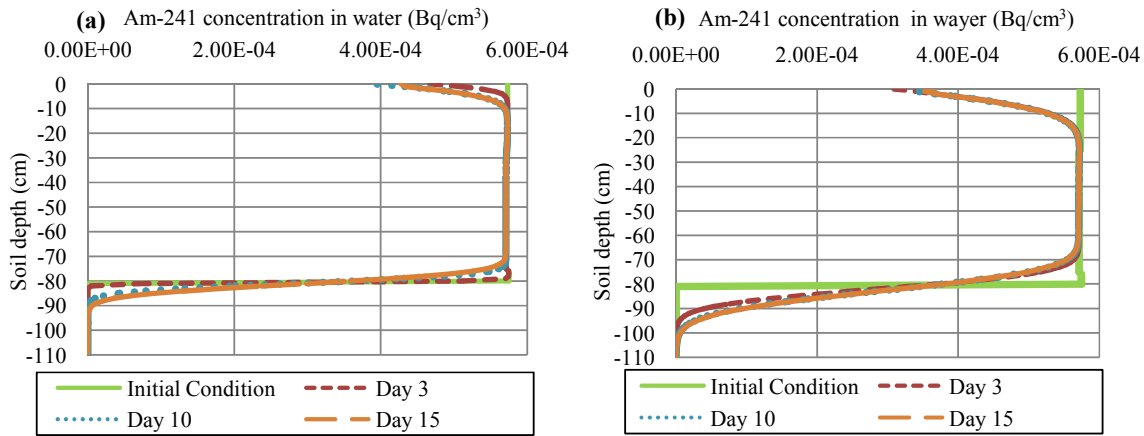 (a) Am-241 concentration in water (Bq/cm³)
0.00E+00 2.00E-04 4.00E-04 6.00E-04
Soil depth (cm)
0
-10
-20
-30
-40
-50
-60
-70
-80
-90
-100
-110
Initial Condition Day 3
Day 10 Day 15
(b) Am-241 concentration in wayer (Bq/cm³)
0.00E+00 2.00E-04 4.00E-04 6.00E-04
Soil depth (cm)
0
-10
-20
-30
-40
-50
-60
-70
-80
-90
-100
-110
Initial Condition Day 3
Day 10 Day 15